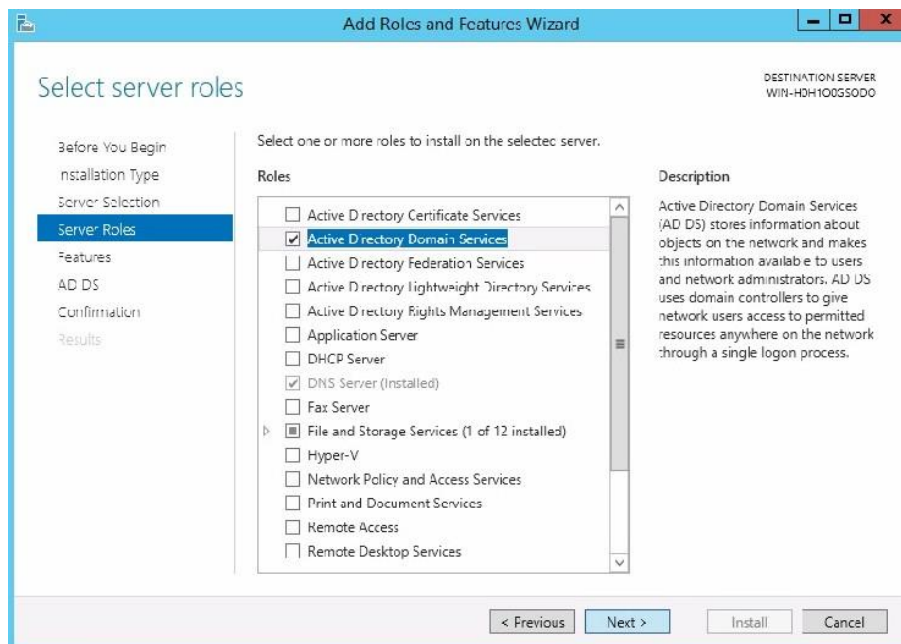 Add Roles and Features Wizard
Select server roles
DESTINATION SERVER
WIN-H0H1O0GSODO
Before You Begin
Installation Type
Server Selection
Server Roles
Features
AD DS
Confirmation
Results
Select one or more roles to install on the selected server.
Roles
Active Directory Certificate Services
Active Directory Domain Services
Active Directory Federation Services
Active Directory Lightweight Directory Services
Active Directory Rights Management Services
Application Server
DHCP Server
DNS Server (Installed)
Fax Server
File and Storage Services (1 of 12 installed)
Hyper-V
Network Policy and Access Services
Print and Document Services
Remote Access
Remote Desktop Services
Description
Active Directory Domain Services
(AD DS) stores information about
objects on the network and makes
this information available to users
and network administrators. AD DS
uses domain controllers to give
network users access to permitted
resources anywhere on the network
through a single logon process.
< Previous
Next >
Install
Cancel